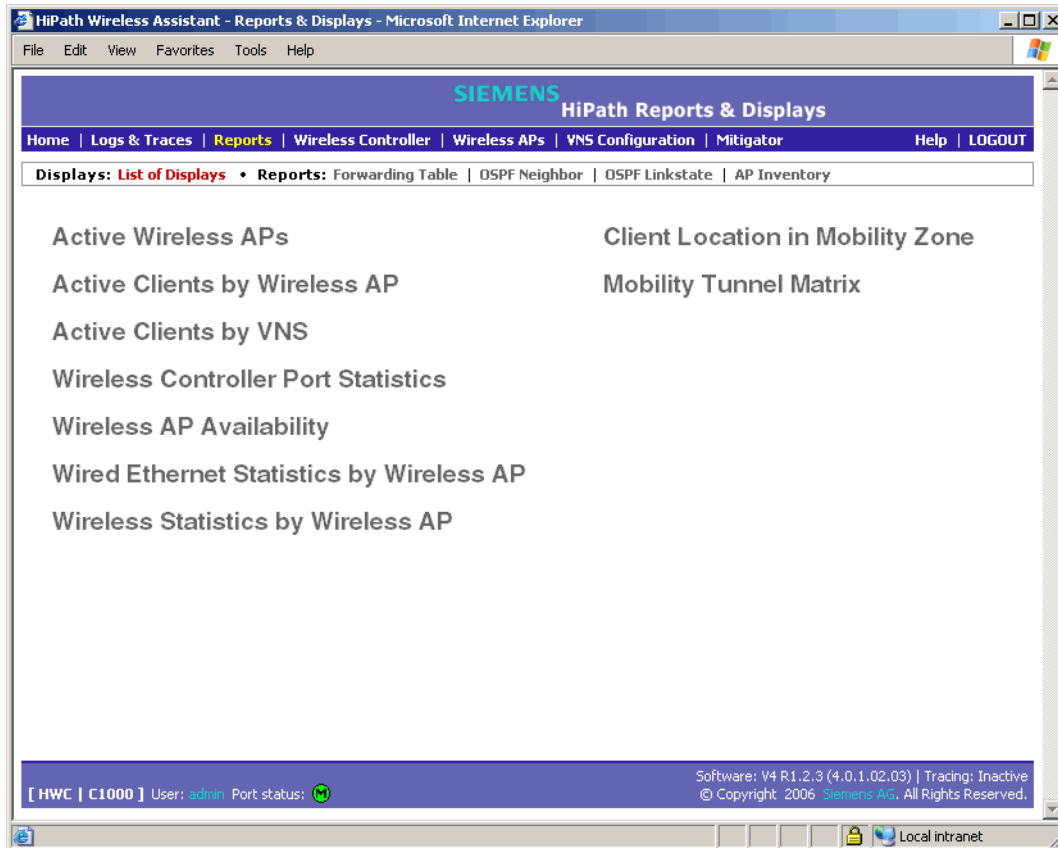 HiPath Wireless Assistant - Reports & Displays - Microsoft Internet Explorer
File Edit View Favorites Tools Help
SIEMENS
HiPath Reports & Displays
Home | Logs & Traces | Reports | Wireless Controller | Wireless APs | VNS Configuration | Mitigator Help | LOGOUT
Displays: List of Displays • Reports: Forwarding Table | OSPF Neighbor | OSPF Linkstate | AP Inventory
Active Wireless APs
Active Clients by Wireless AP
Active Clients by VNS
Wireless Controller Port Statistics
Wireless AP Availability
Wired Ethernet Statistics by Wireless AP
Wireless Statistics by Wireless AP
Client Location in Mobility Zone
Mobility Tunnel Matrix
[ HWC | C1000 ] User: admin Port status: M
Software: V4 R1.2.3 (4.0.1.02.03) | Tracing: Inactive
© Copyright 2006 Siemens AG. All Rights Reserved.
Local intranet